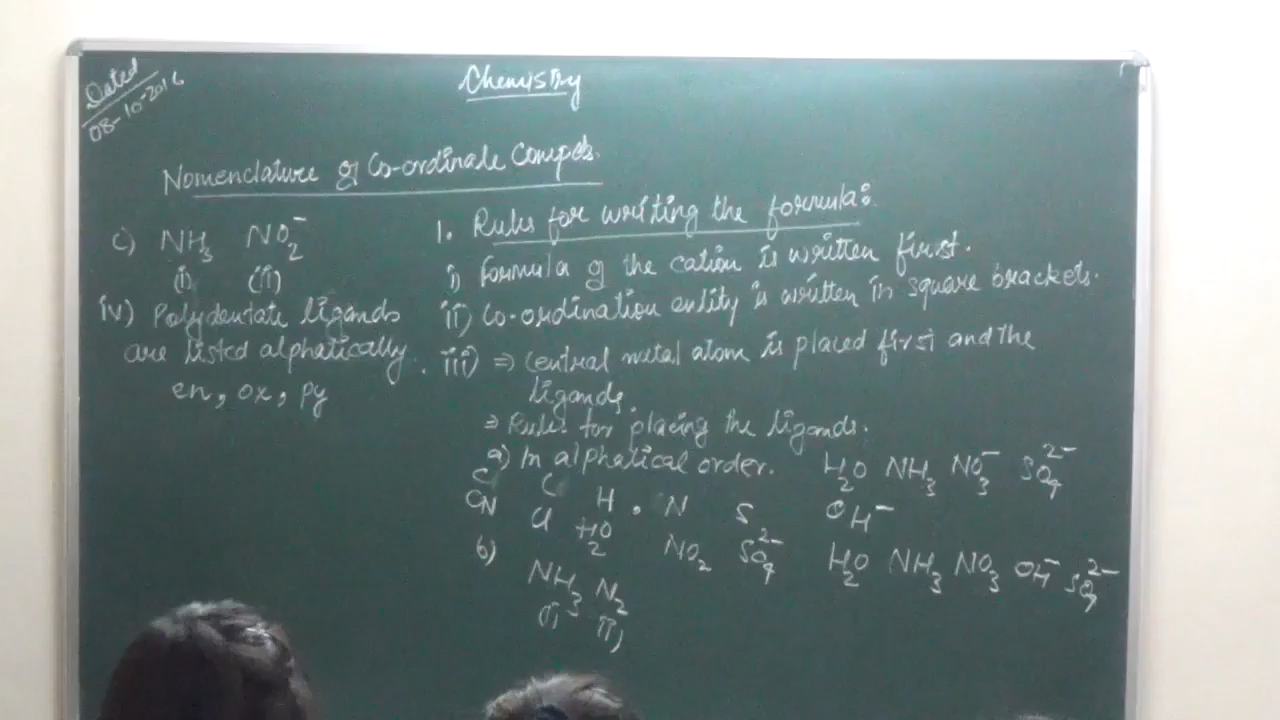 Dated
08-10-2016
Chemistry
Nomenclature of Co-ordinate Compds.
c) NH₃ NO₂⁻
(i) (ii)
iv) Polydentate ligands
are listed alphatically.
en, ox, py
1. Rules for writing the formula:
i) Formula of the cation is written first.
ii) Co-ordination entity is written in square brackets.
iii) ⇒ Central metal atom is placed first and the
ligands.
⇒ Rules for placing the ligands.
a) In alphatical order. H₂O NH₃ NO₃⁻ SO₄²⁻
C C H N S OH⁻
CN Cl H₂O NO₂ SO₄²⁻
b) H₂O NH₃ NO₃ OH⁻ SO₄²⁻
NH₃ N₂
(i) ii)